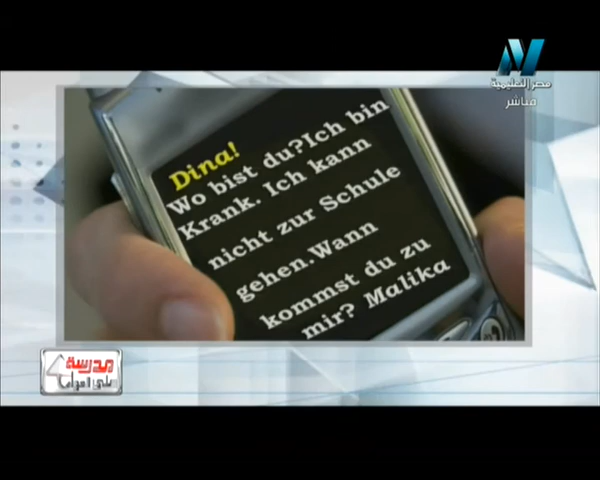 مصر التعليمية
مباشر
Dina!
Wo bist du?Ich bin
Krank. Ich kann
nicht zur Schule
gehen.Wann
kommst du zu
mir? Malika
مدرسة
على الهواء